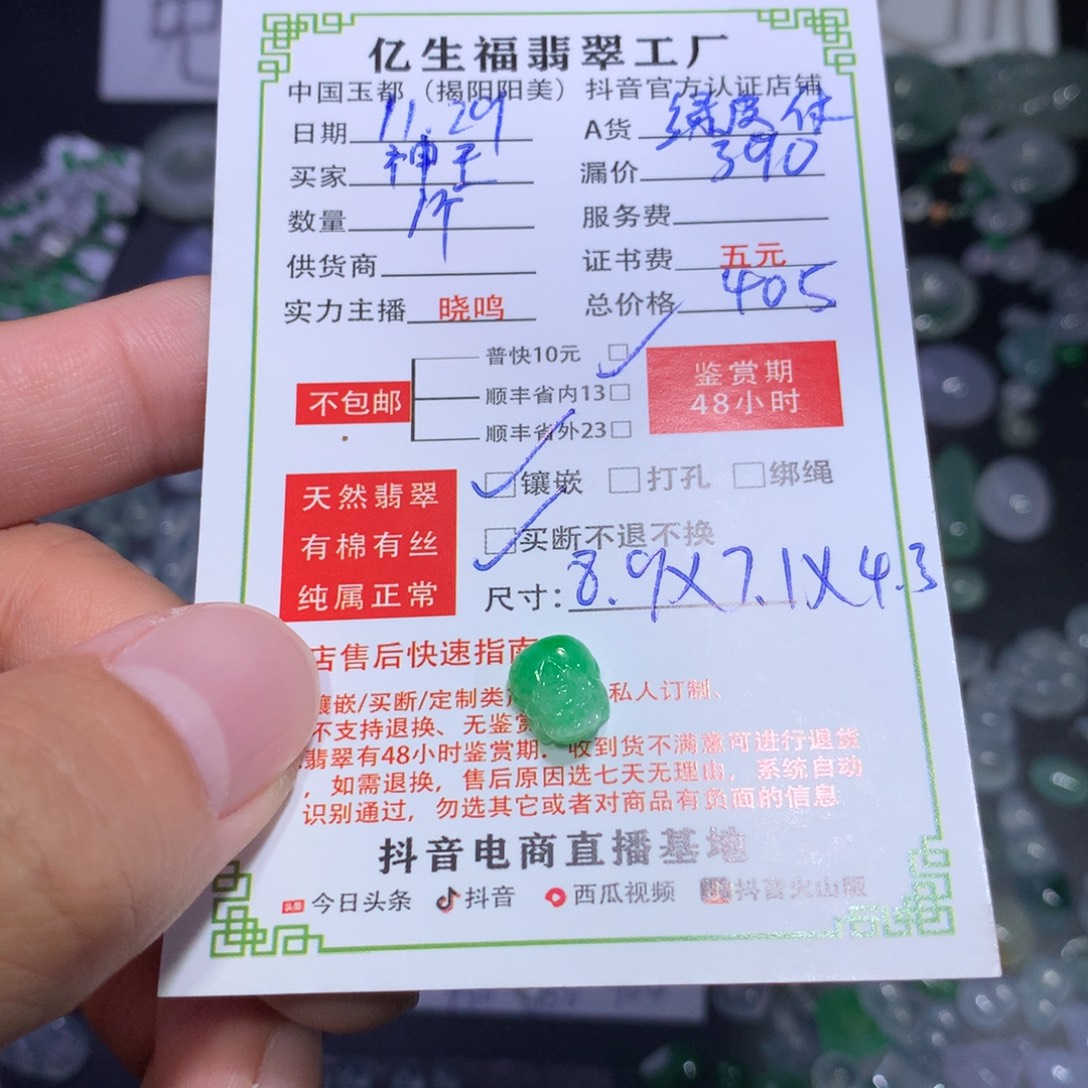 亿生福翡翠工厂
中国玉都（揭阳阳美）抖音官方认证店铺
日期 11.29 A货 绿度佛
买家 神王 漏价 390
数量 1个 服务费
供货商 证书费 五元
实力主播 晓鸣 总价格 405
普快10元
不包邮 顺丰省内13
顺丰省外23
鉴赏期
48小时
天然翡翠
有棉有丝
纯属正常
镶嵌 打孔 绑绳
买断不退不换
尺寸：8.9X7.1X4.3
店售后快速指南
镶嵌/买断/定制类 私人订制、
不支持退换、无鉴赏
翡翠有48小时鉴赏期. 收到货不满意可进行退货
，如需退换，售后原因选七天无理由，系统自动
识别通过，勿选其它或者对商品有负面的信息
抖音电商直播基地
头条 今日头条 抖音 西瓜视频 抖音火山版